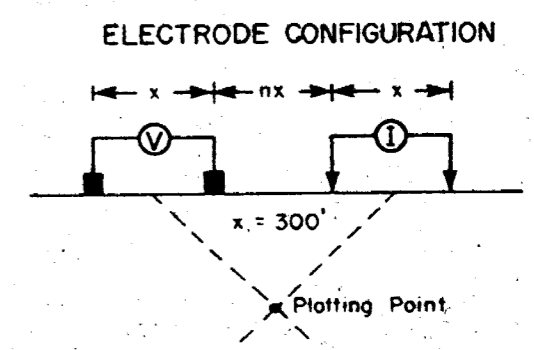 ELECTRODE CONFIGURATION
x nx x
V I
x = 300'
Plotting Point